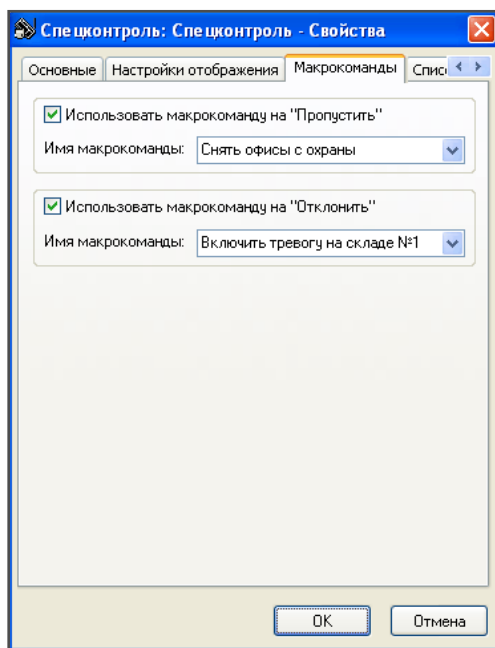 Спецконтроль: Спецконтроль - Свойства
Основные Настройки отображения Макрокоманды
Использовать макрокоманду на "Пропустить"
Имя макрокоманды: Снять офисы с охраны
Использовать макрокоманду на "Отклонить"
Имя макрокоманды: Включить тревогу на складе №1
OK Отмена